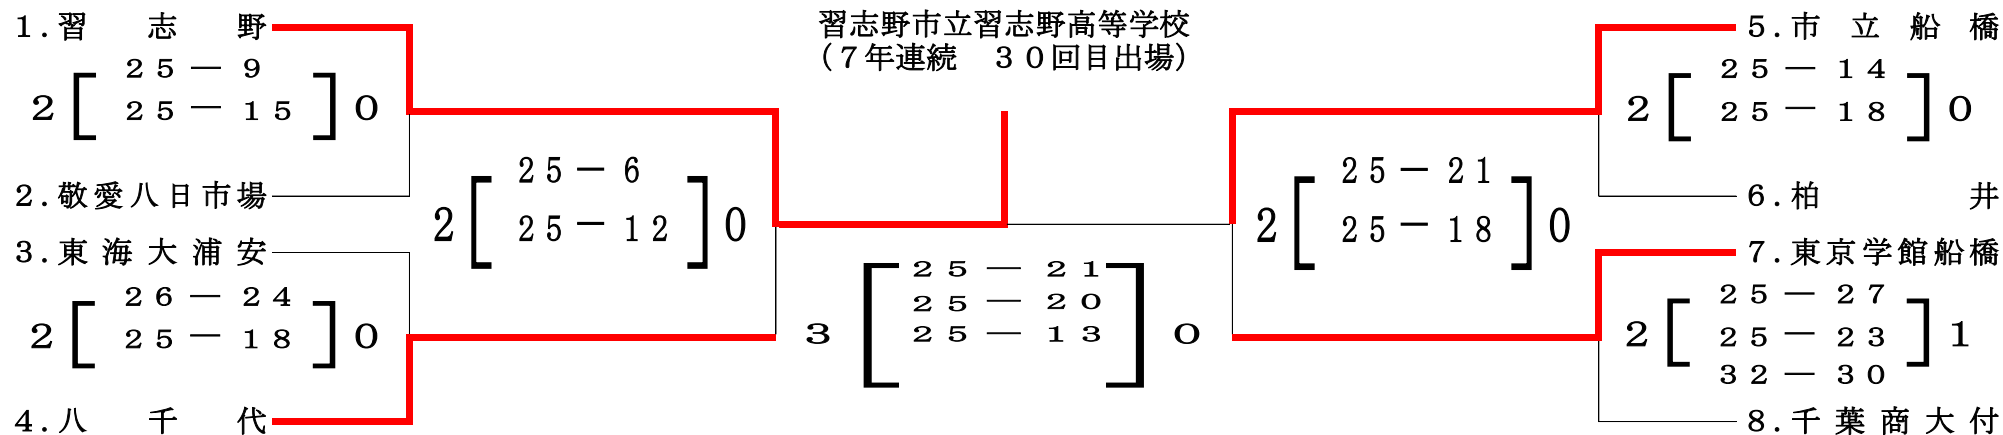 習志野市立習志野高等学校
（７年連続　３０回目出場）
１.習　志　野
２５－９
２ [ ２５－１５ ] ０
２.敬愛八日市場
３.東海大浦安
２６－２４
２ [ ２５－１８ ] ０
４.八　千　代
２５－６
２ [ ２５－１２ ] ０
２５－２１
２５－２０
３ [ ２５－１３ ] ０
２５－２１
２ [ ２５－１８ ] ０
５.市立船橋
２５－１４
２ [ ２５－１８ ] ０
６.柏　井
７.東京学館船橋
２５－２７
２ [ ２５－２３ ] １
３２－３０
８.千葉商大付